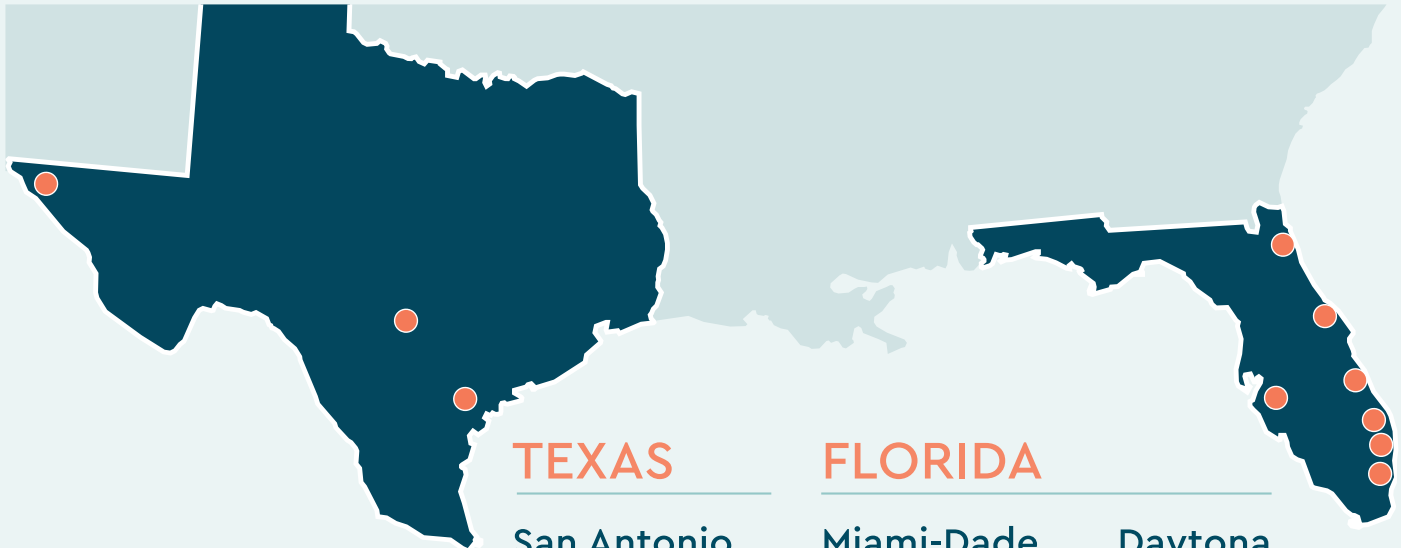 TEXAS
FLORIDA
San Antonio
Miami-Dade
Daytona